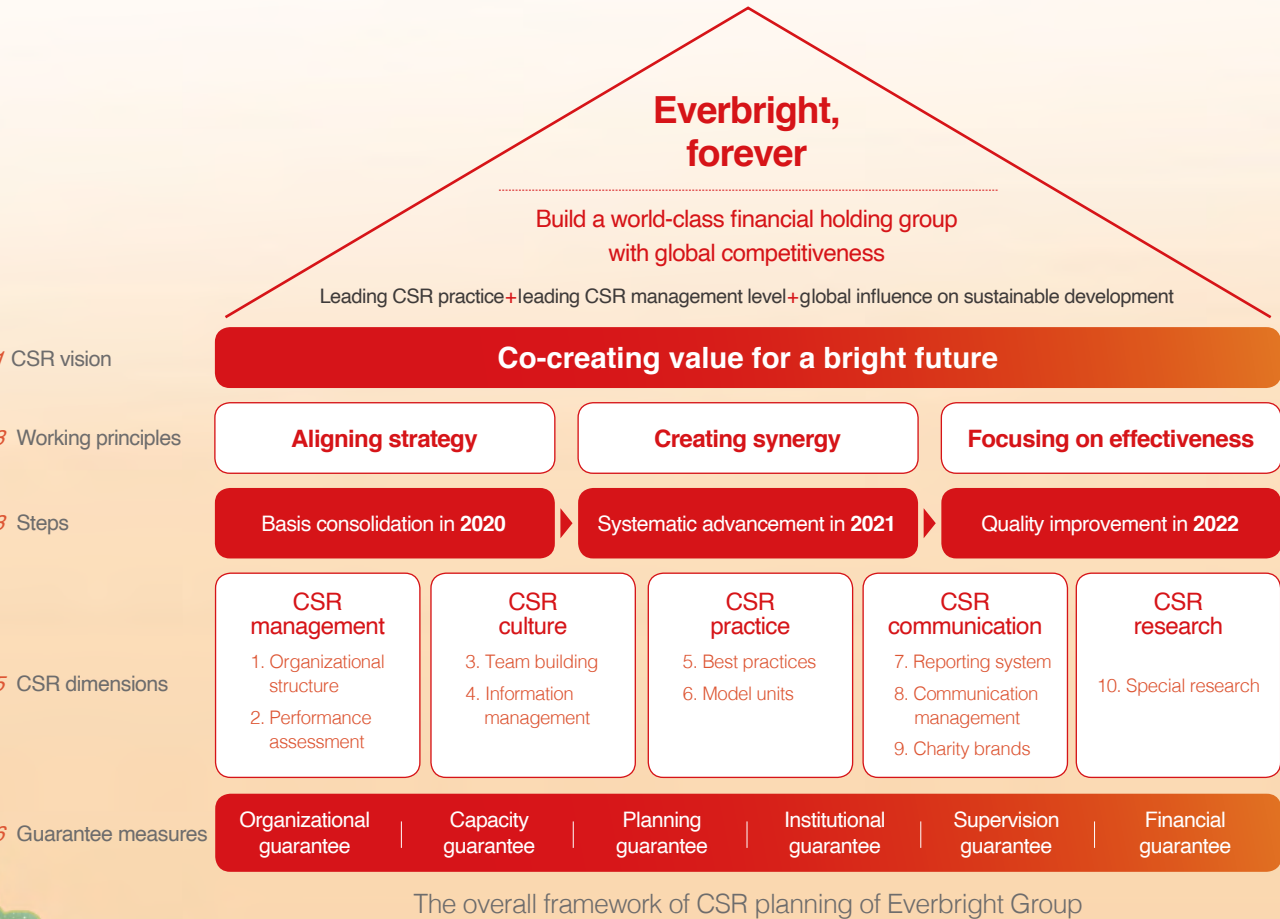 Everbright,
forever
Build a world-class financial holding group
with global competitiveness
Leading CSR practice+leading CSR management level+global influence on sustainable development
CSR vision
Co-creating value for a bright future
3 Working principles
Aligning strategy
Creating synergy
Focusing on effectiveness
3 Steps
Basis consolidation in 2020
Systematic advancement in 2021
Quality improvement in 2022
5 CSR dimensions
CSR
management
1. Organizational
structure
2. Performance
assessment
CSR
culture
3. Team building
4. Information
management
CSR
practice
5. Best practices
6. Model units
CSR
communication
7. Reporting system
8. Communication
management
9. Charity brands
CSR
research
10. Special research
6 Guarantee measures
Organizational
guarantee
Capacity
guarantee
Planning
guarantee
Institutional
guarantee
Supervision
guarantee
Financial
guarantee
The overall framework of CSR planning of Everbright Group